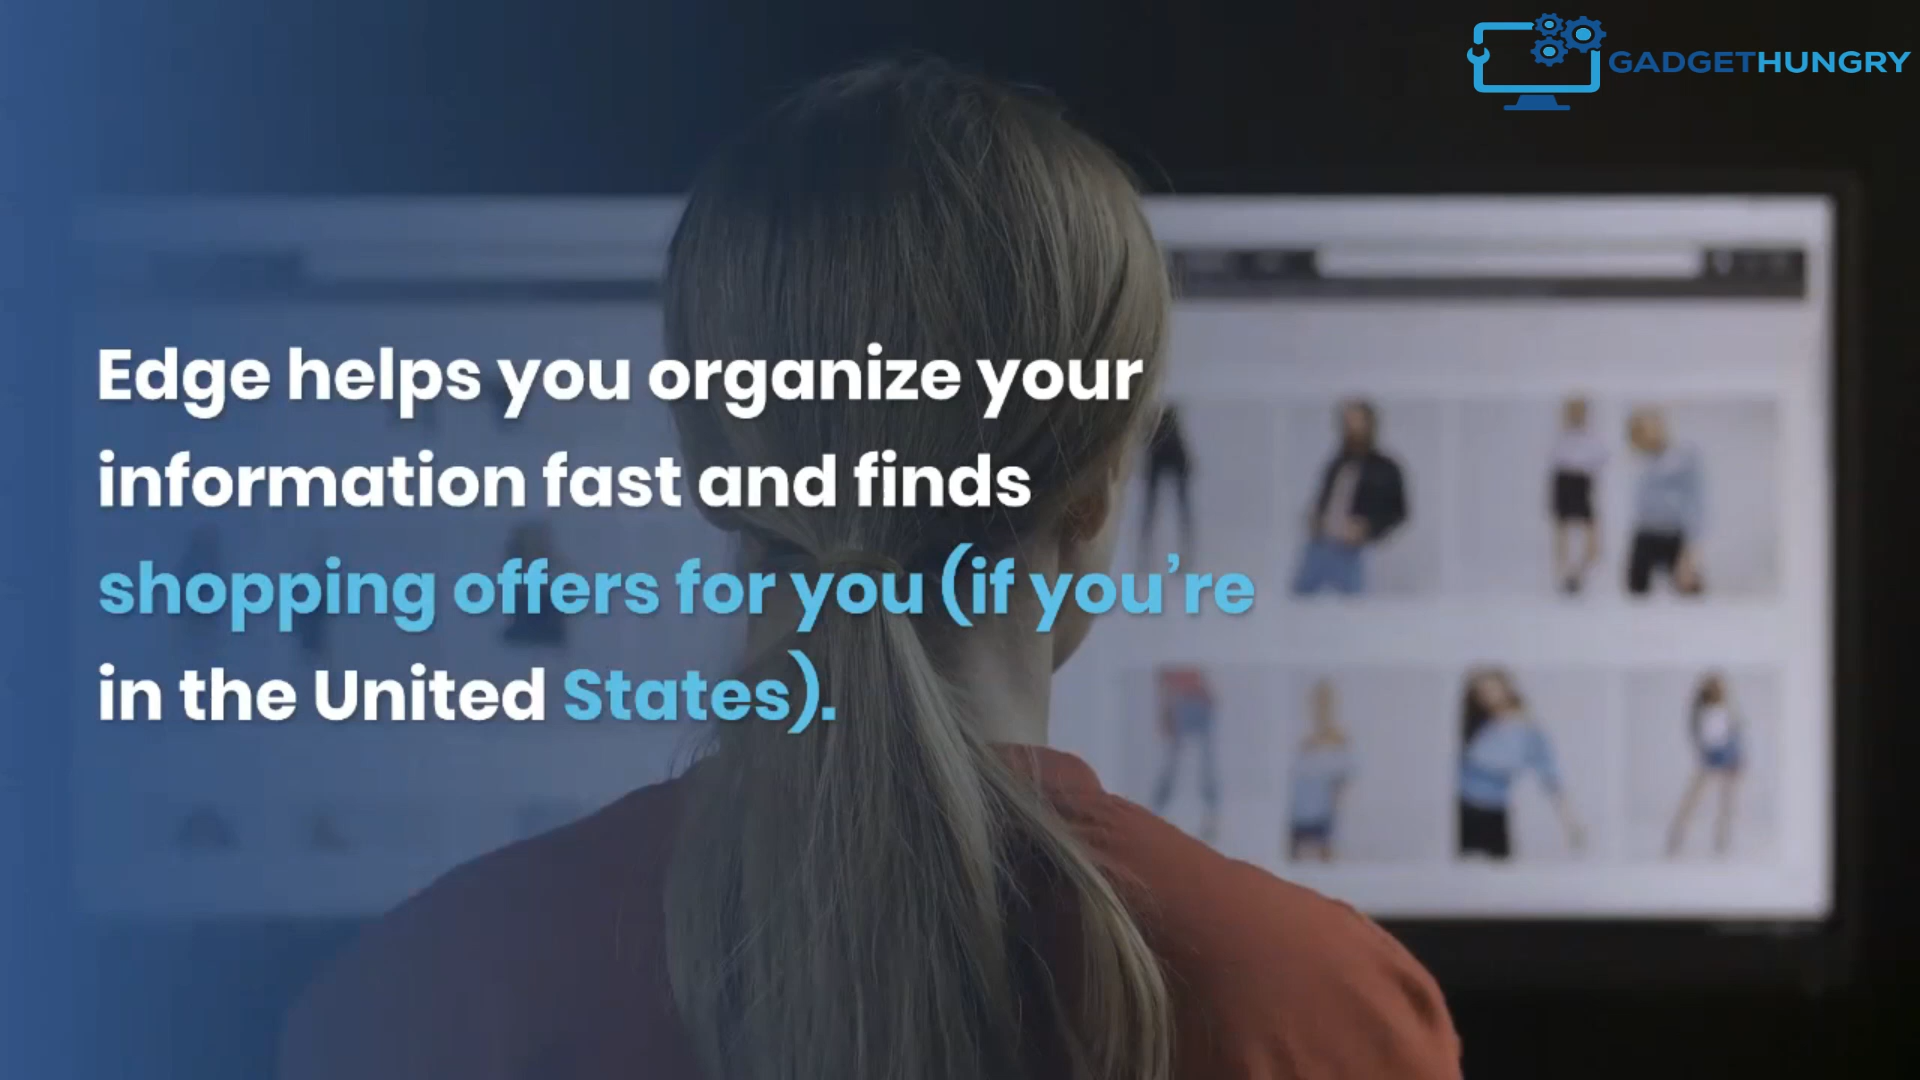 GADGETHUNGRY
Edge helps you organize your
information fast and finds
shopping offers for you (if you’re
in the United States).